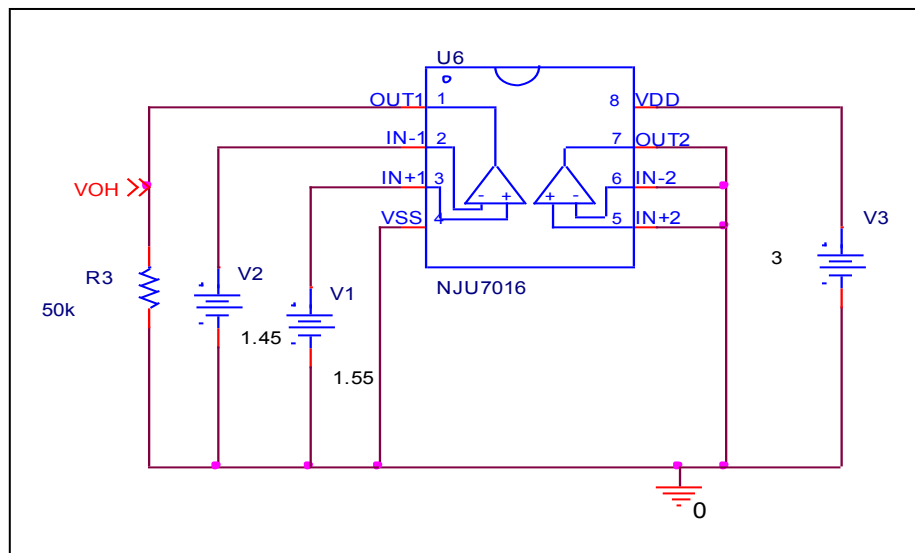 U6
OUT1 1 8 VDD
IN-1 2 7 OUT2
IN+1 3 6 IN-2
VSS 4 5 IN+2
- + + -
VOH
R3
50k
V2
1.45
V1
1.55
NJU7016
V3
3
+ -
+ -
+ -
0